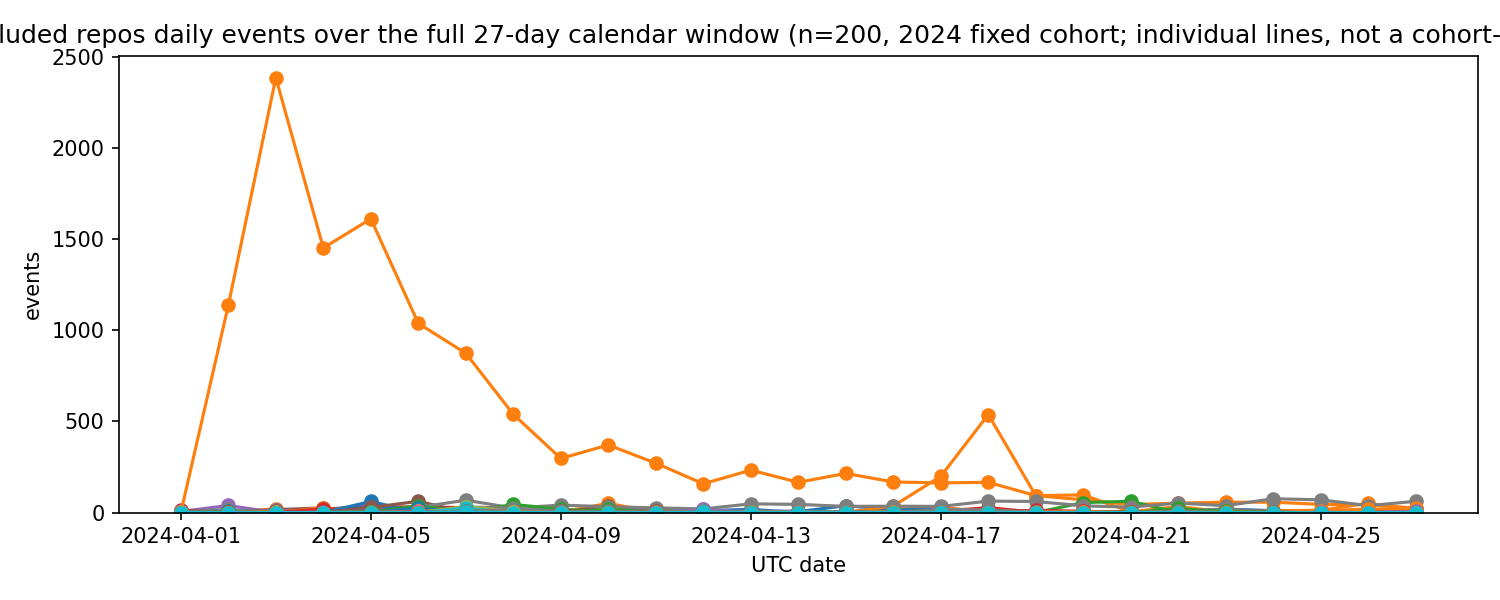 luded repos daily events over the full 27-day calendar window (n=200, 2024 fixed cohort; individual lines, not a cohort-
2500
2000
1500
1000
500
0
events
2024-04-01 2024-04-05 2024-04-09 2024-04-13 2024-04-17 2024-04-21 2024-04-25
UTC date